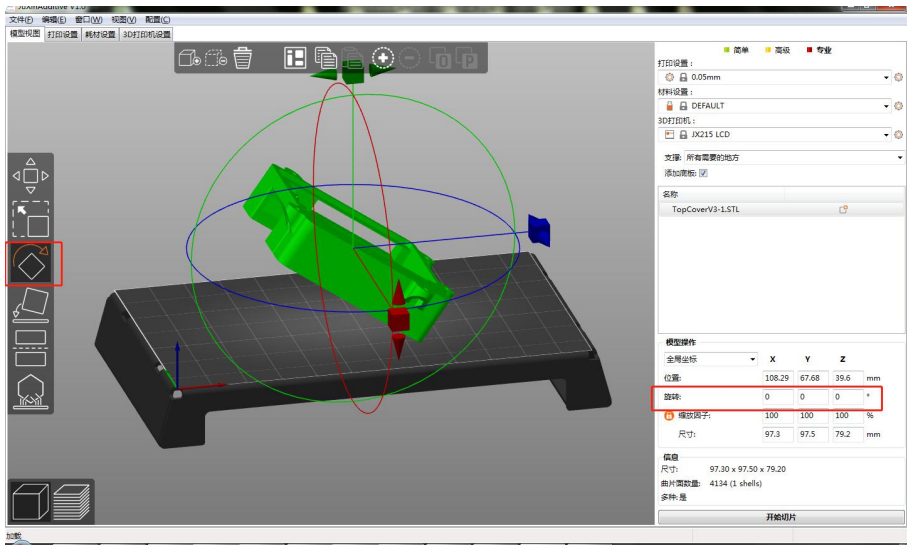 JuXinAdditive V1.0
文件(F) 编辑(E) 窗口(W) 视图(V) 配置(C)
模型视图 打印设置 耗材设置 3D打印机设置
简单 高级 专业
打印设置：
0.05mm
材料设置：
DEFAULT
3D打印机：
JX215 LCD
支撑: 所有需要的地方
添加底板:
名称
TopCoverV3-1.STL
模型操作
全局坐标 X Y Z
位置: 108.29 67.68 39.6 mm
旋转: 0 0 0 °
缩放因子: 100 100 100 %
尺寸: 97.3 97.5 79.2 mm
信息
尺寸: 97.30 x 97.50 x 79.20
曲片面数量: 4134 (1 shells)
多种: 是
开始切片
加载